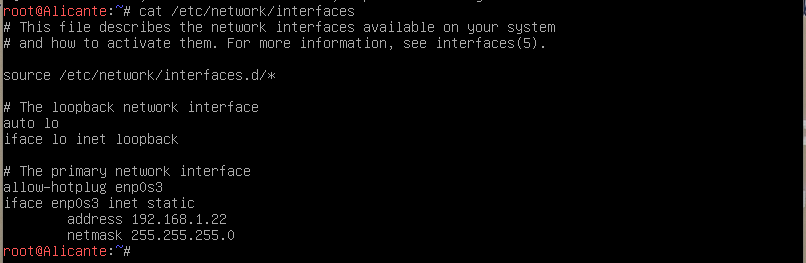 root@Alicante:~# cat /etc/network/interfaces
# This file describes the network interfaces available on your system
# and how to activate them. For more information, see interfaces(5).

source /etc/network/interfaces.d/*

# The loopback network interface
auto lo
iface lo inet loopback

# The primary network interface
allow-hotplug enp0s3
iface enp0s3 inet static
        address 192.168.1.22
        netmask 255.255.255.0
root@Alicante:~#